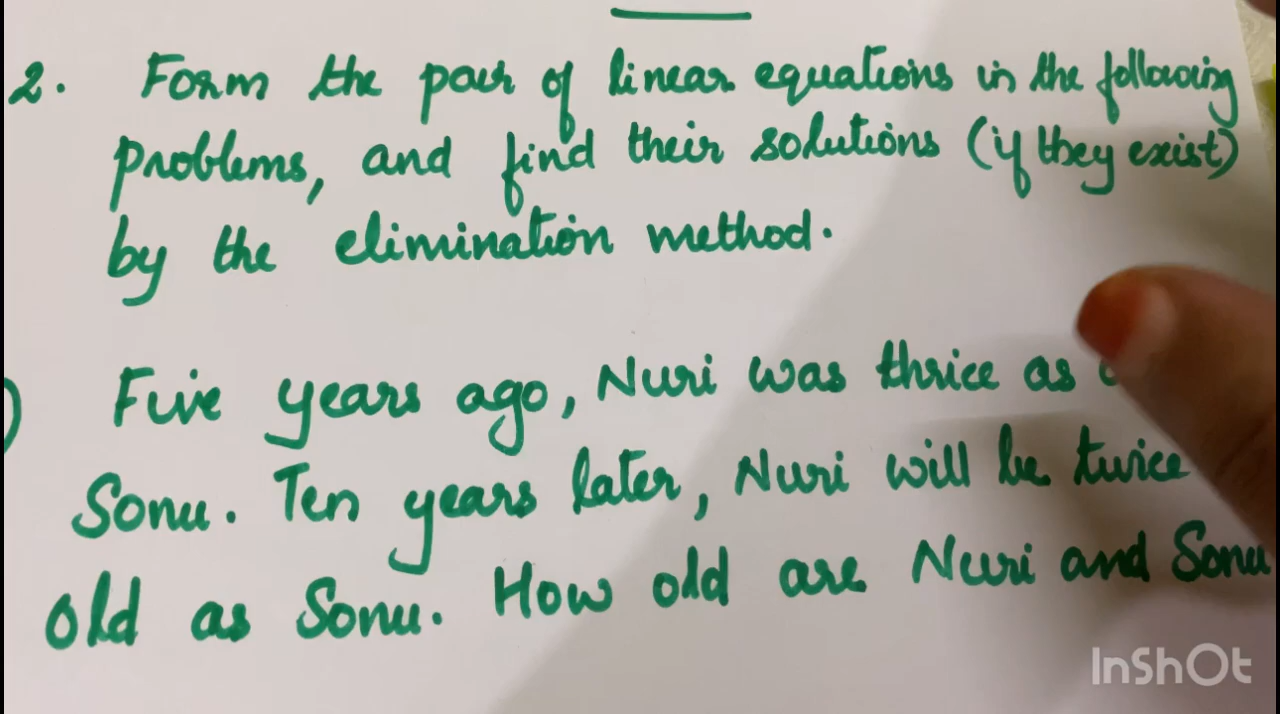 2. Form the pair of linear equations in the following
problems, and find their solutions (if they exist)
by the elimination method.
) Five years ago, Nuri was thrice as
Sonu. Ten years later, Nuri will be twice
old as Sonu. How old are Nuri and Sonu
InShOt